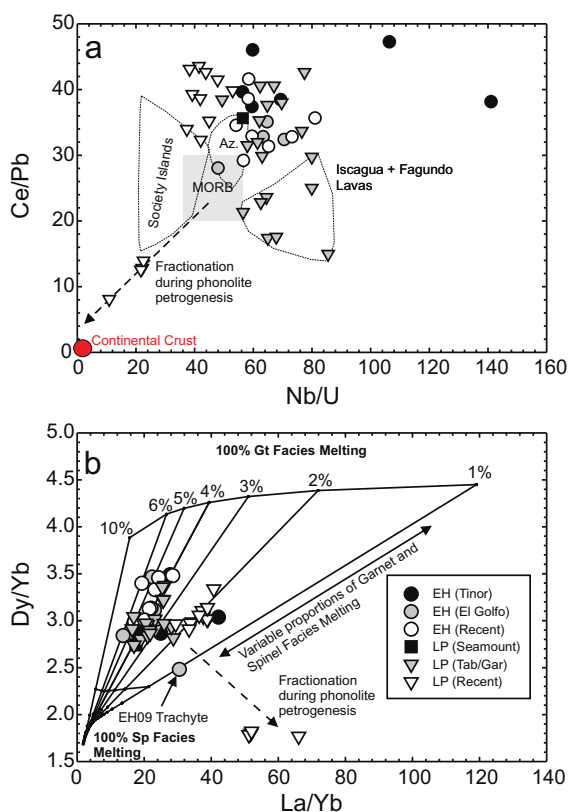 a
50
40
30
20
10
0
Ce/Pb
Society Islands
Az.
MORB
Iscagua + Fagundo
Lavas
Fractionation
during phonolite
petrogenesis
Continental Crust
0 20 40 60 80 100 120 140 160
Nb/U
b
5.0
4.5
4.0
3.5
3.0
2.5
2.0
1.5
Dy/Yb
100% Gt Facies Melting
10%
6%
5%
4%
3%
2%
1%
Variable proportions of Garnet and
Spinel Facies Melting
EH (Tinor)
EH (El Golfo)
EH (Recent)
LP (Seamount)
LP (Tab/Gar)
LP (Recent)
Fractionation
during phonolite
petrogenesis
EH09 Trachyte
100% Sp Facies
Melting
0 20 40 60 80 100 120 140
La/Yb